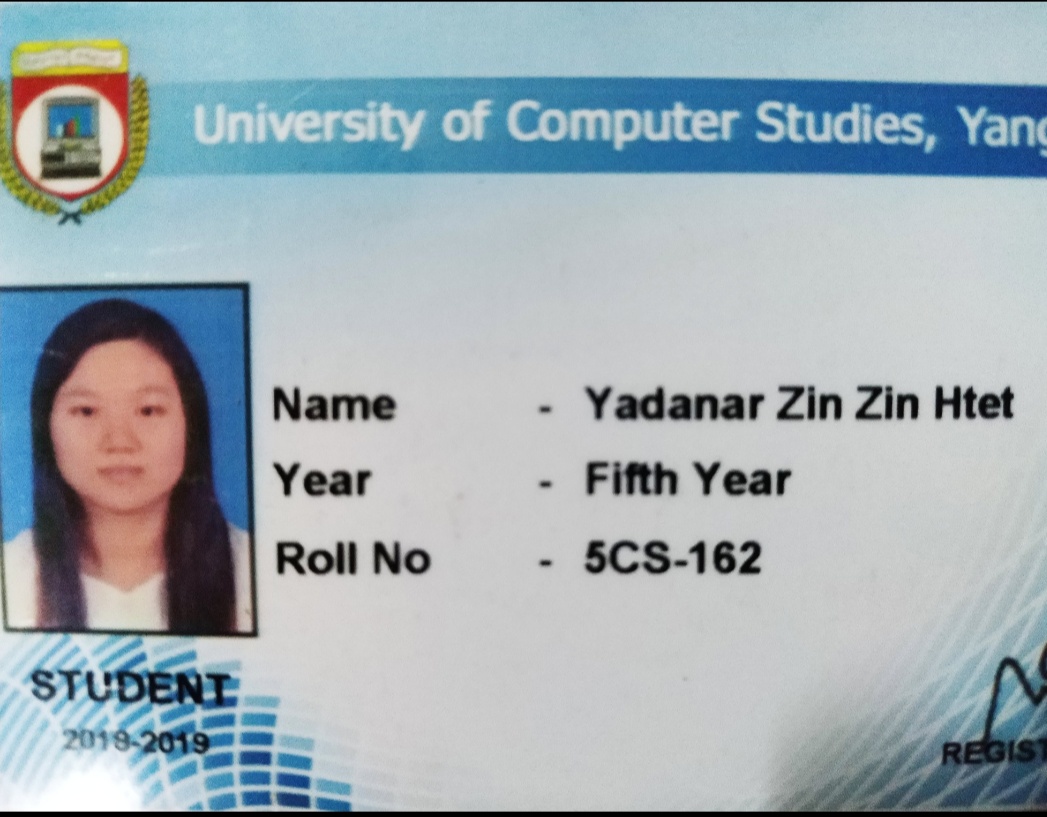 University of Computer Studies, Yang
Name - Yadanar Zin Zin Htet
Year - Fifth Year
Roll No - 5CS-162
STUDENT
2018-2019
REGIST